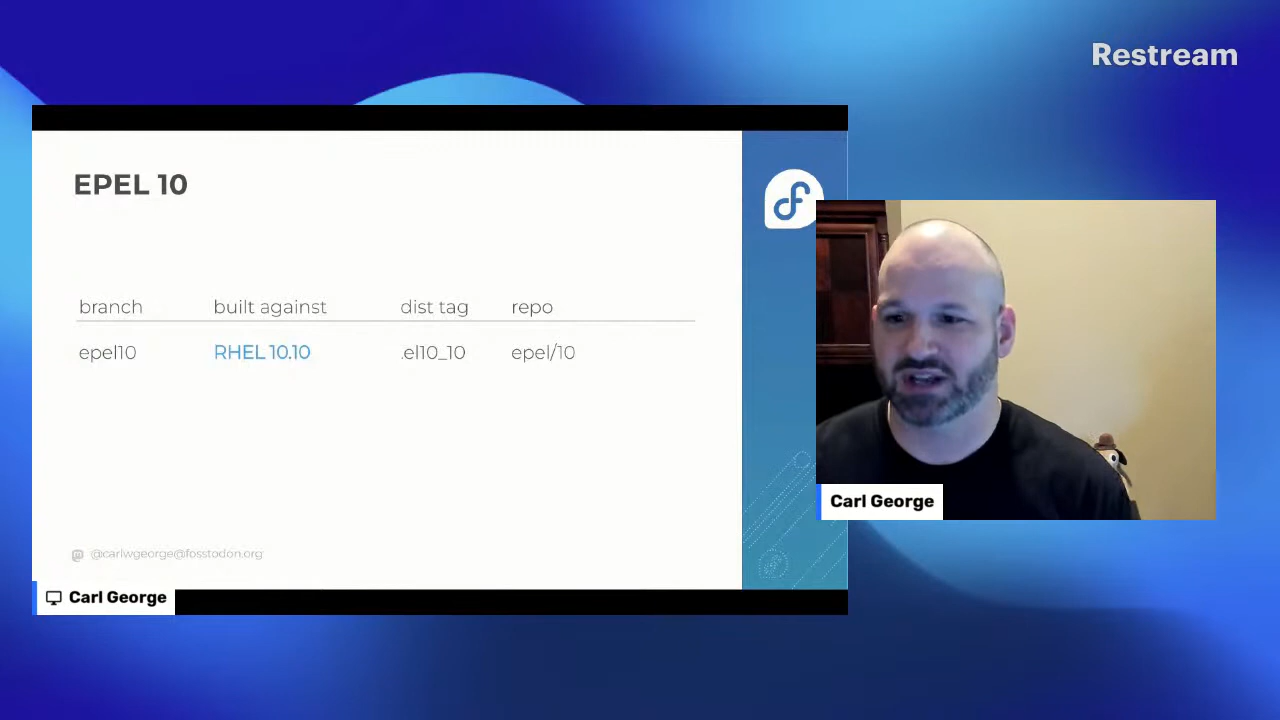 Restream
EPEL 10
branch built against dist tag repo
epel10 RHEL 10.10 .el10_10 epel/10
@carlwgeorge@fosstodon.org
Carl George
Carl George